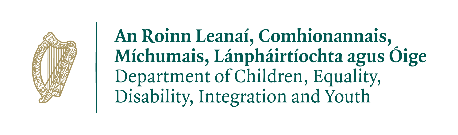 An Roinn Leanaí, Comhionannais,
Míchumais, Lánpháirtíochta agus Óige
Department of Children, Equality,
Disability, Integration and Youth